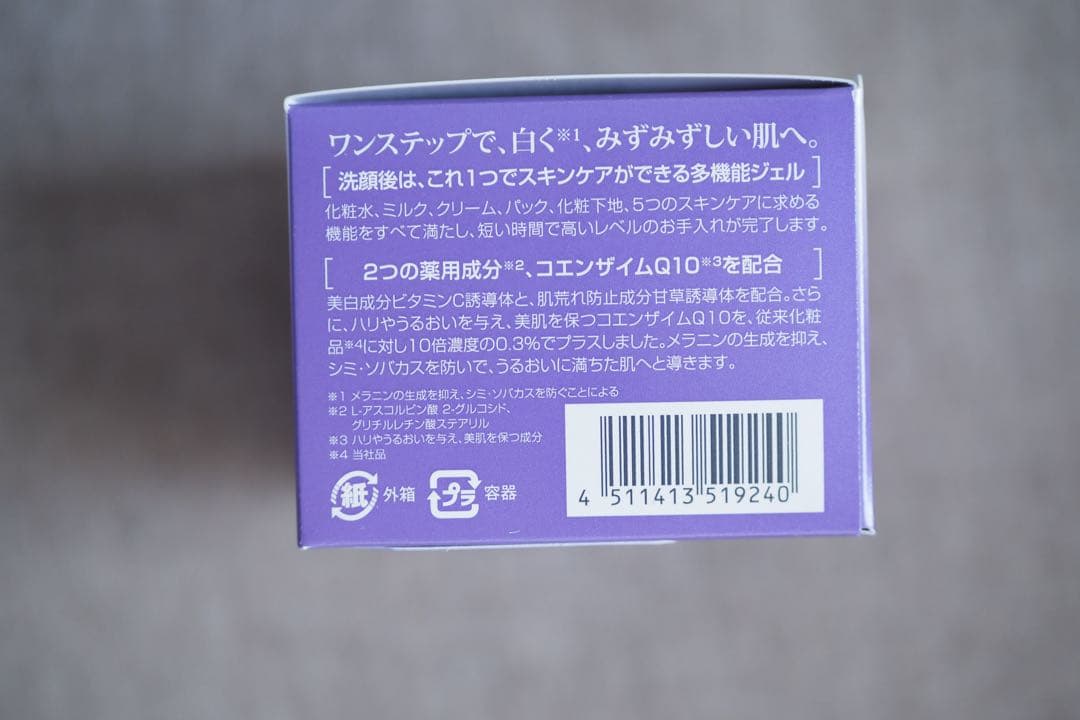 ワンステップで、白く※1、みずみずしい肌へ。
洗顔後は、これ1つでスキンケアができる多機能ジェル
化粧水、ミルク、クリーム、パック、化粧下地、5つのスキンケアに求める
機能をすべて満たし、短い時間で高いレベルのお手入れが完了します。
2つの薬用成分※2、コエンザイムQ10※3を配合
美白成分ビタミンC誘導体と、肌荒れ防止成分甘草誘導体を配合。さら
に、ハリやうるおいを与え、美肌を保つコエンザイムQ10を、従来化粧
品※4に対し10倍濃度の0.3%でプラスしました。メラニンの生成を抑え、
シミ・ソバカスを防いで、うるおいに満ちた肌へと導きます。
※1 メラニンの生成を抑え、シミ・ソバカスを防ぐことによる
※2 L-アスコルビン酸 2-グルコシド、
グリチルレチン酸ステアリル
※3 ハリやうるおいを与え、美肌を保つ成分
※4 当社品
紙 外箱 プラ 容器
4 511413 519240